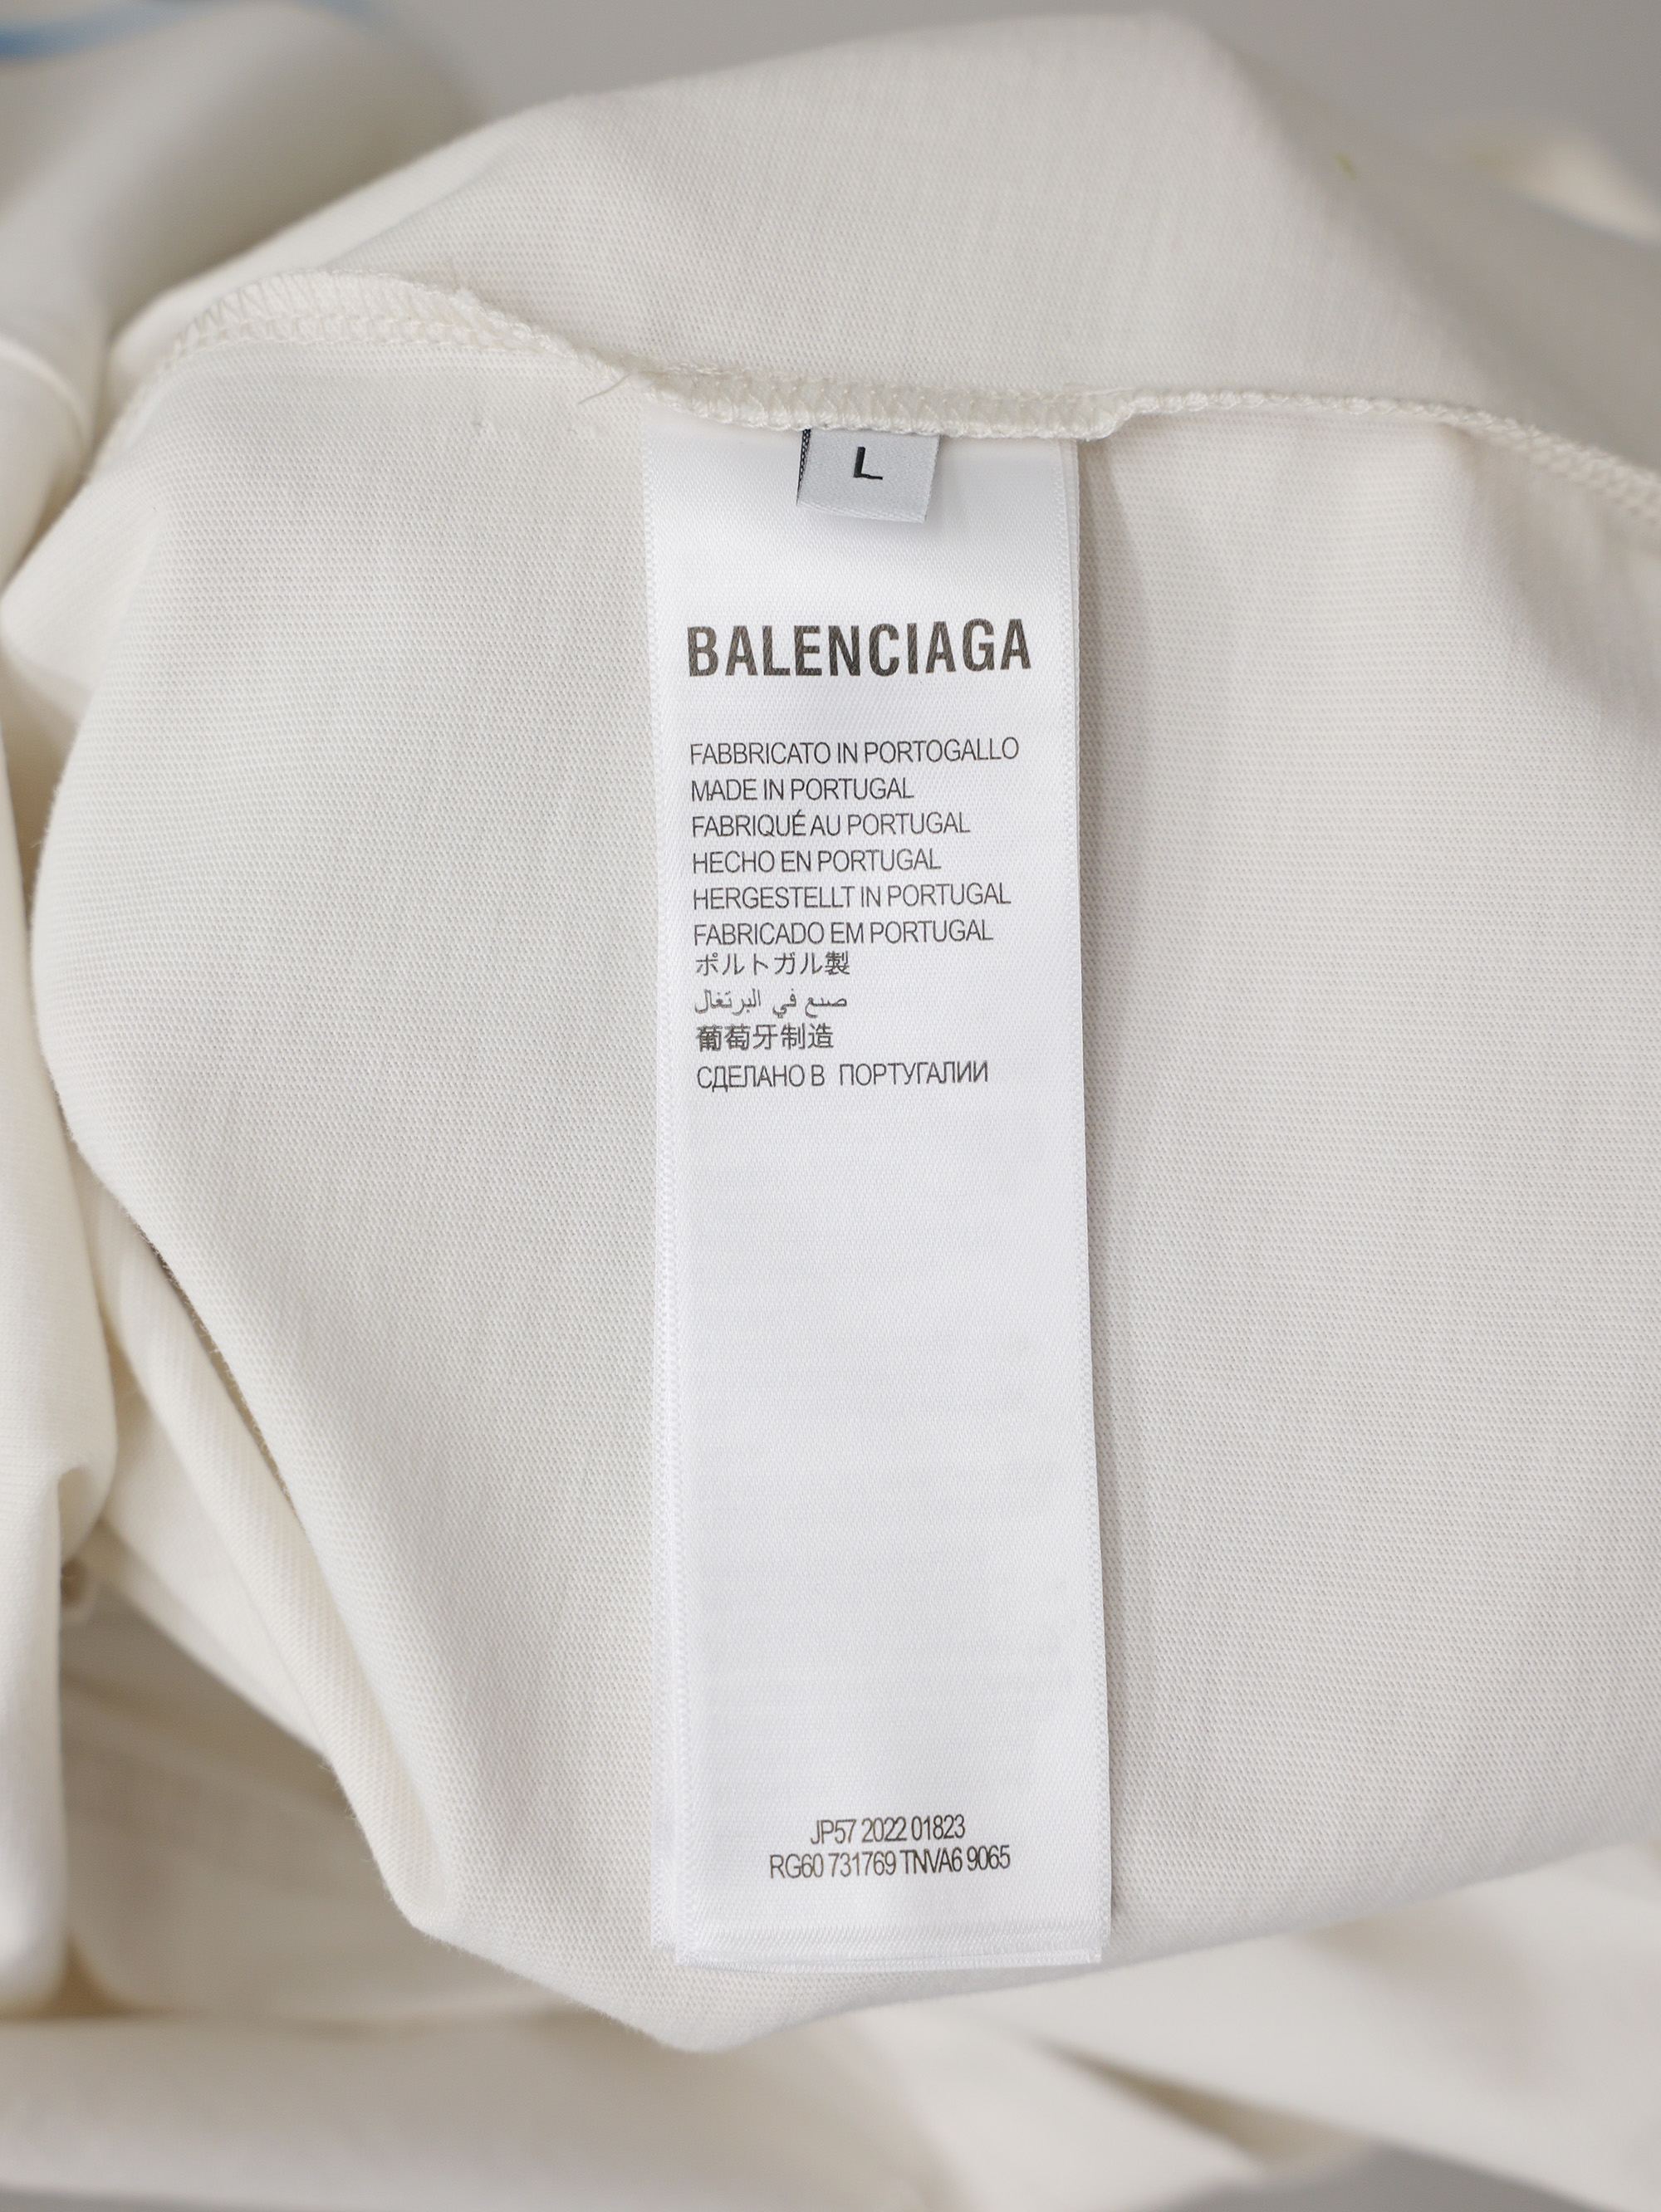 L
BALENCIAGA
FABBRICATO IN PORTOGALLO
MADE IN PORTUGAL
FABRIQUÉ AU PORTUGAL
HECHO EN PORTUGAL
HERGESTELLT IN PORTUGAL
FABRICADO EM PORTUGAL
ポルトガル製
صنع في البرتغال
葡萄牙制造
СДЕЛАНО В ПОРТУГАЛИИ
JP57 2022 01823
RG60 731769 TNVA6 9065